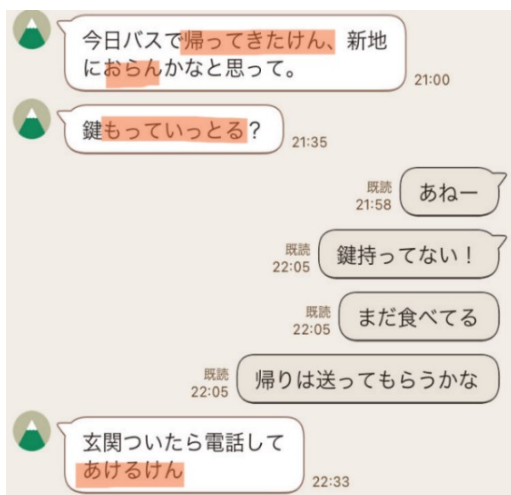 今日バスで帰ってきたけん、新地
におらんかなと思って。
21:00
鍵もっていっとる？
21:35
既読
21:58
あねー
既読
22:05
鍵持ってない！
既読
22:05
まだ食べてる
既読
22:05
帰りは送ってもらうかな
玄関ついたら電話して
あけるけん
22:33